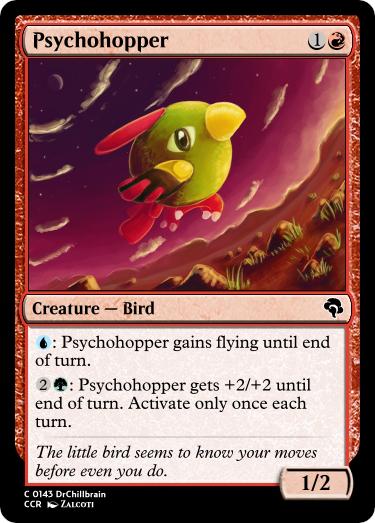 Psychohopper 1
Creature — Bird
: Psychohopper gains flying until end
of turn.
2 : Psychohopper gets +2/+2 until
end of turn. Activate only once each
turn.
The little bird seems to know your moves
before even you do.
1/2
C 0143 DrChillbrain
CCR Zalcoti